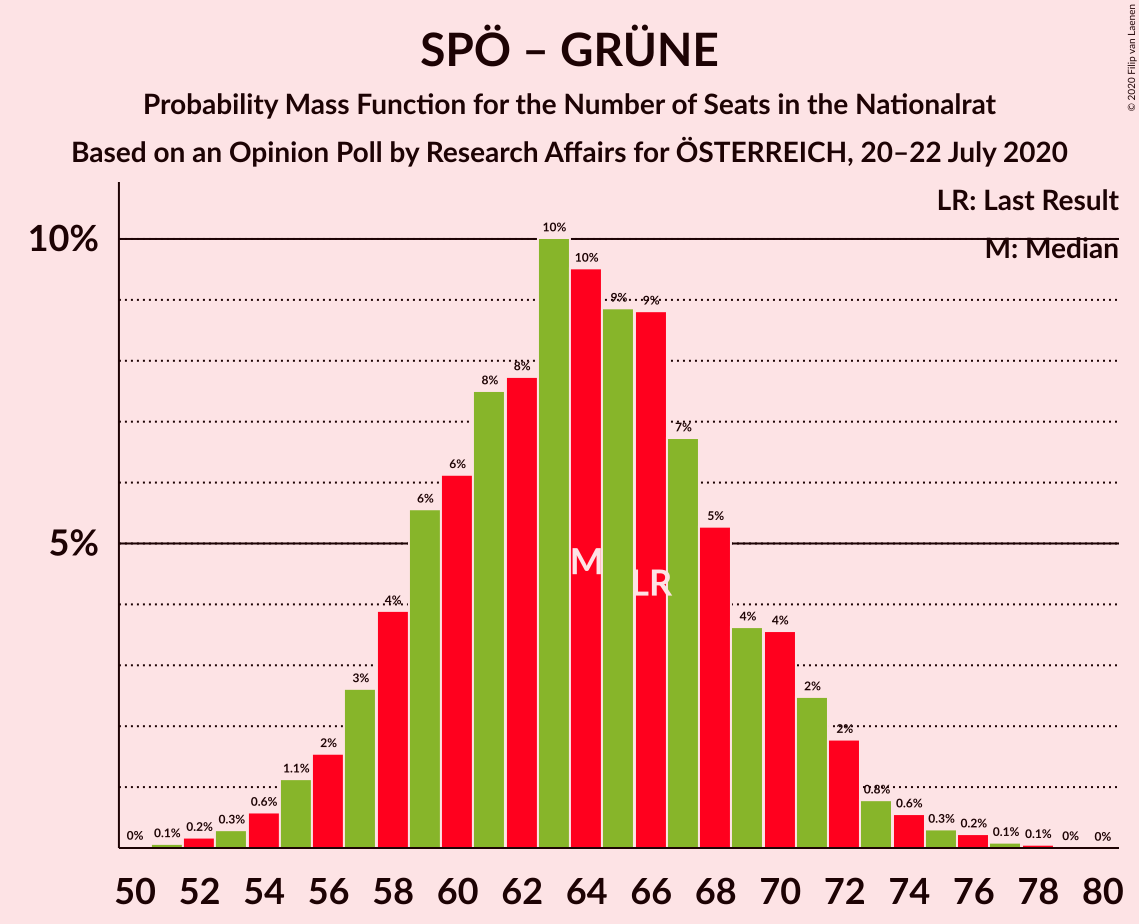 SPÖ – GRÜNE
Probability Mass Function for the Number of Seats in the Nationalrat
Based on an Opinion Poll by Research Affairs for ÖSTERREICH, 20–22 July 2020
© 2020 Filip van Laenen
LR: Last Result
M: Median
10%
5%
0% 0.1% 0.2% 0.3% 0.6% 1.1% 2% 3% 4% 6% 6% 8% 8% 10% 10% 9% 9% 7% 5% 4% 4% 2% 2% 0.8% 0.6% 0.3% 0.2% 0.1% 0.1% 0% 0%
M
LR
50 52 54 56 58 60 62 64 66 68 70 72 74 76 78 80